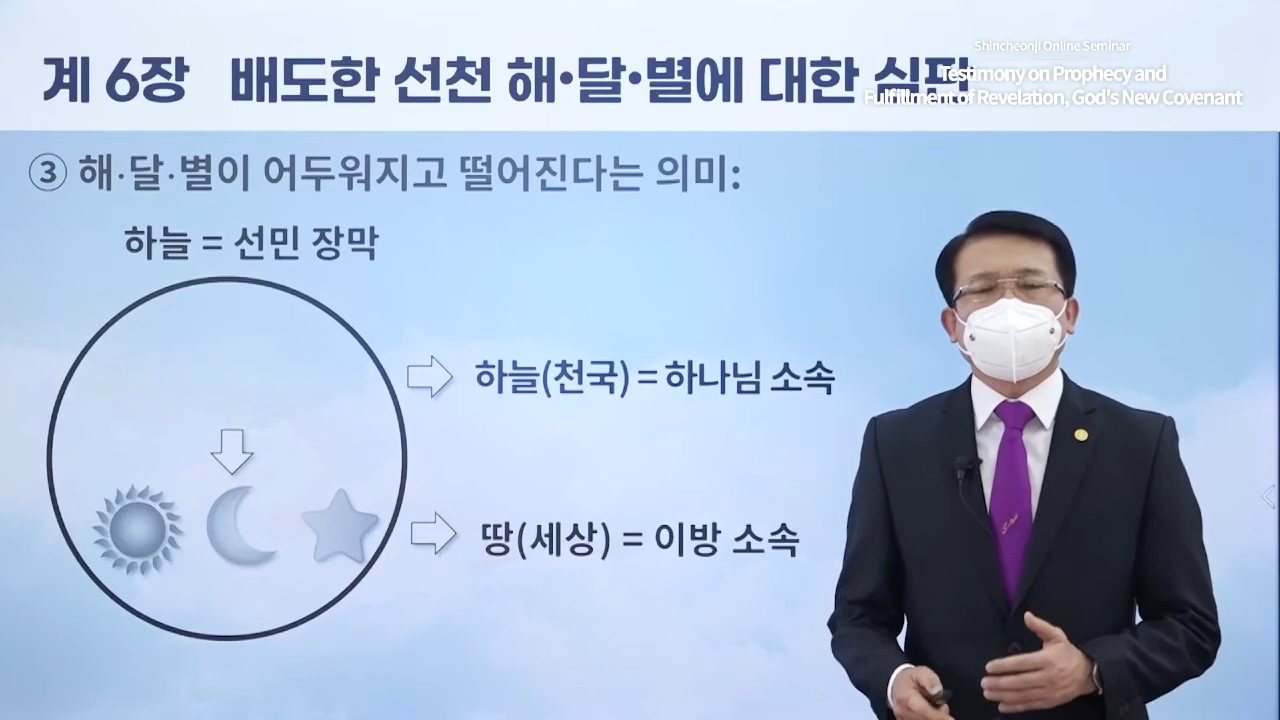 Shincheonji Online Seminar
Testimony on Prophecy and
Fulfillment of Revelation, God's New Covenant
계 6장 배도한 선천 해•달•별에 대한 심판
③ 해·달·별이 어두워지고 떨어진다는 의미:
하늘 = 선민 장막
하늘(천국) = 하나님 소속
땅(세상) = 이방 소속